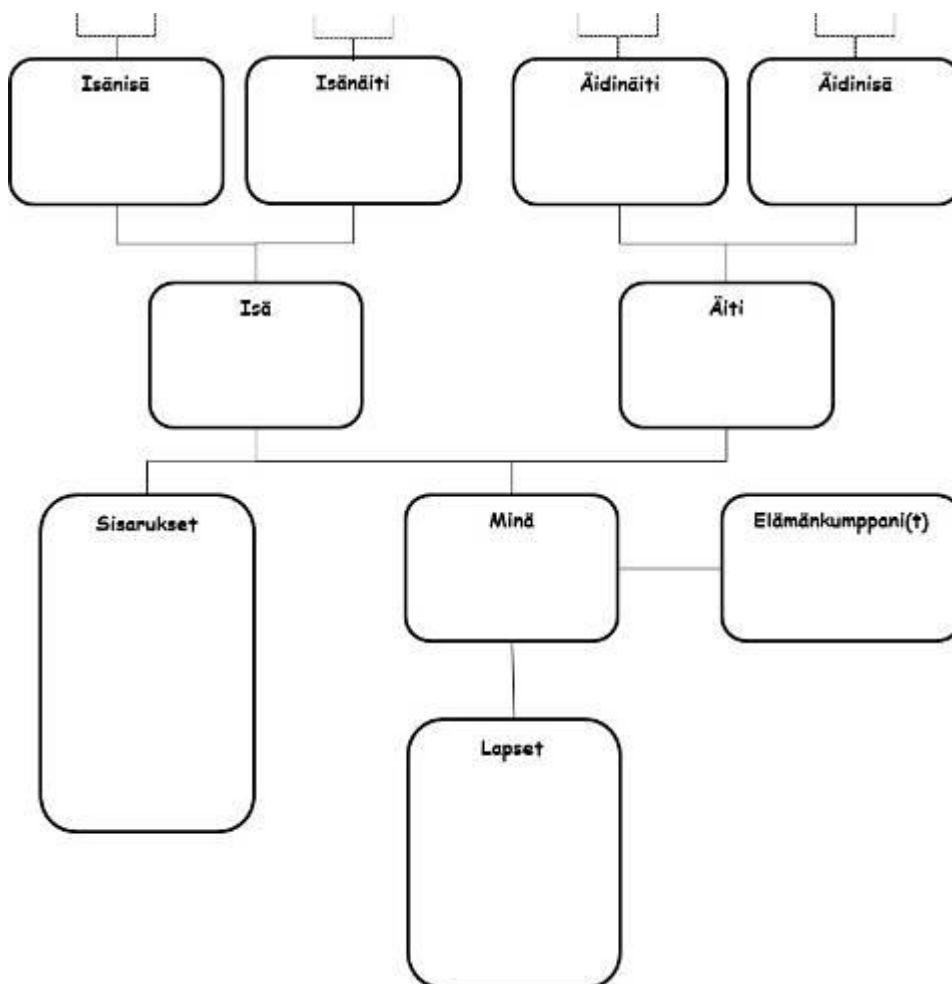 Isänisä
Isänäiti
Äidinäiti
Äidinisä
Isä
Äiti
Sisarukset
Minä
Elämänkumppani(t)
Lapset